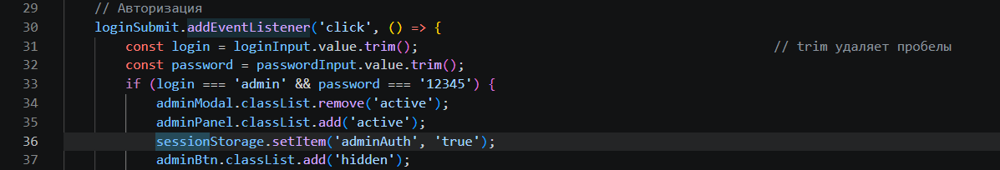 29 // Авторизация
30 loginSubmit.addEventListener('click', () => {
31 const login = loginInput.value.trim(); // trim удаляет пробелы
32 const password = passwordInput.value.trim();
33 if (login === 'admin' && password === '12345') {
34 adminModal.classList.remove('active');
35 adminPanel.classList.add('active');
36 sessionStorage.setItem('adminAuth', 'true');
37 adminBtn.classList.add('hidden');